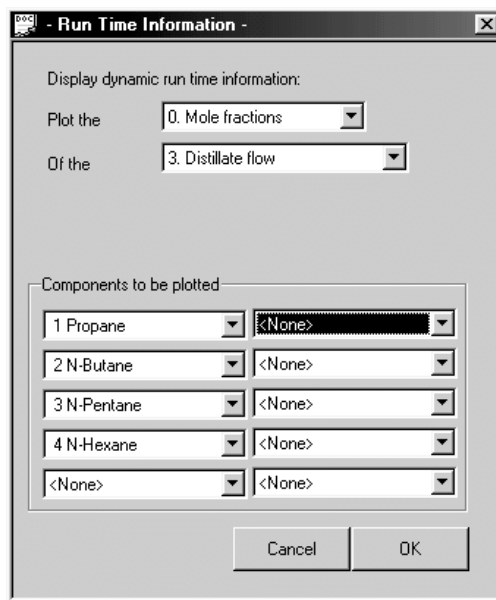 DOC
- Run Time Information -
Display dynamic run time information:
Plot the 0. Mole fractions
Of the 3. Distillate flow
Components to be plotted
1 Propane <None>
2 N-Butane <None>
3 N-Pentane <None>
4 N-Hexane <None>
<None> <None>
Cancel OK